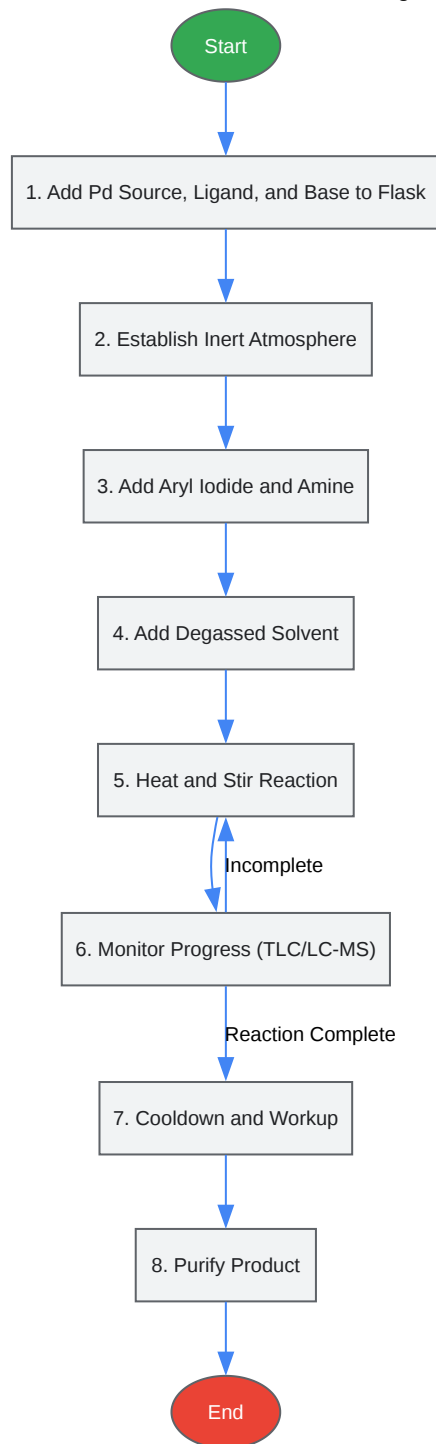 Start
1. Add Pd Source, Ligand, and Base to Flask
2. Establish Inert Atmosphere
3. Add Aryl Iodide and Amine
4. Add Degassed Solvent
5. Heat and Stir Reaction
Incomplete
6. Monitor Progress (TLC/LC-MS)
Reaction Complete
7. Cooldown and Workup
8. Purify Product
End